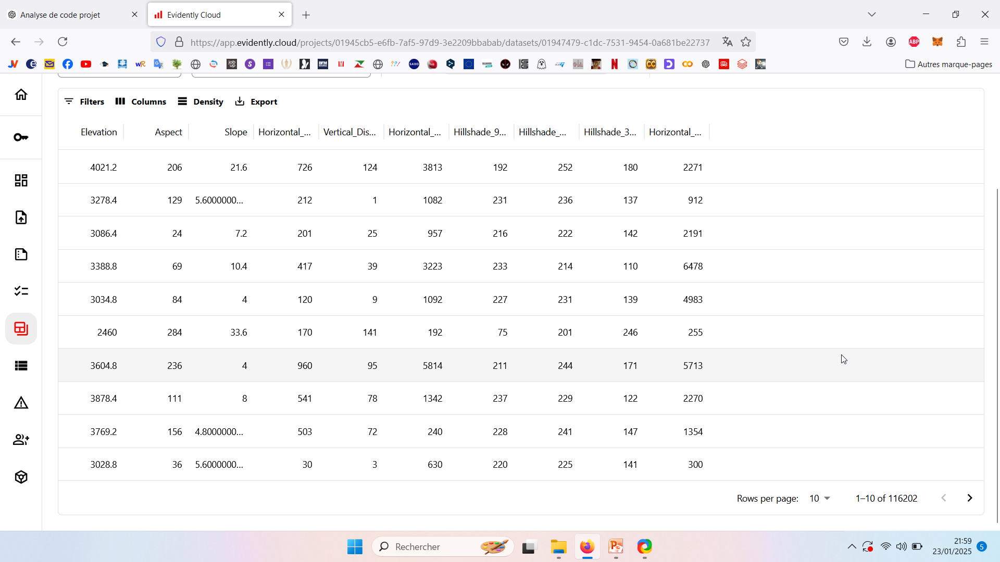 Analyse de code projet
Evidently Cloud
https://app.evidently.cloud/projects/01945cb5-e6fb-7af5-97d9-3e2209bbabab/datasets/01947479-c1dc-7531-9454-0a681be22737
ABP
Autres marque-pages
Filters Columns Density Export
Elevation Aspect Slope Horizontal_... Vertical_Dis... Horizontal_... Hillshade_9... Hillshade_... Hillshade_3... Horizontal_...
4021.2 206 21.6 726 124 3813 192 252 180 2271
3278.4 129 5.6000000... 212 1 1082 231 236 137 912
3086.4 24 7.2 201 25 957 216 222 142 2191
3388.8 69 10.4 417 39 3223 233 214 110 6478
3034.8 84 4 120 9 1092 227 231 139 4983
2460 284 33.6 170 141 192 75 201 246 255
3604.8 236 4 960 95 5814 211 244 171 5713
3878.4 111 8 541 78 1342 237 229 122 2270
3769.2 156 4.8000000... 503 72 240 228 241 147 1354
3028.8 36 5.6000000... 30 3 630 220 225 141 300
Rows per page: 10 1–10 of 116202
Rechercher
21:59
23/01/2025
5